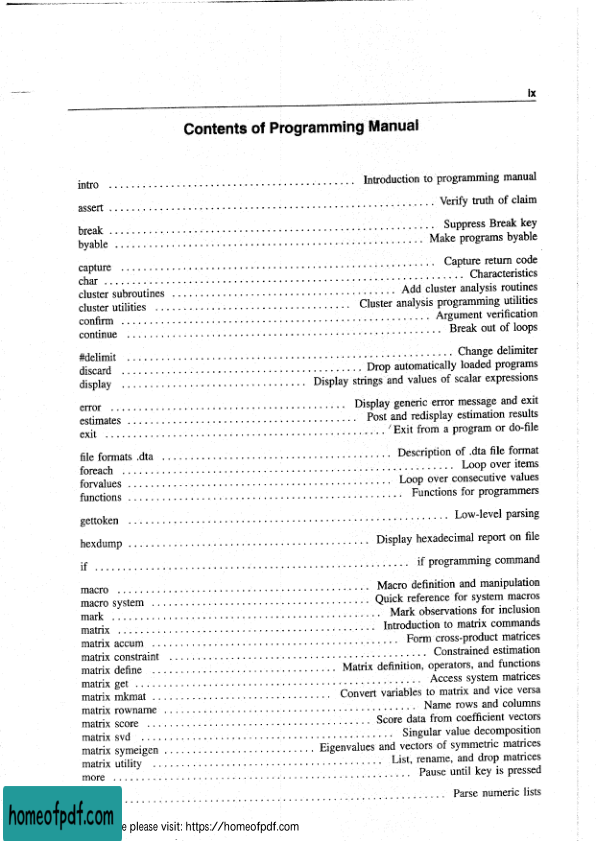 ix
Contents of Programming Manual
intro ............................................ Introduction to programming manual
assert .......................................................... Verify truth of claim
break ........................................................... Suppress Break key
byable ....................................................... Make programs byable
capture ........................................................ Capture return code
char ................................................................ Characteristics
cluster subroutines ............................................. Add cluster analysis routines
cluster utilities ................................... Cluster analysis programming utilities
confirm ....................................................... Argument verification
continue ........................................................ Break out of loops
#delimit .......................................................... Change delimiter
discard ............................................. Drop automatically loaded programs
display ................................. Display strings and values of scalar expressions
error .......................................... Display generic error message and exit
estimates ......................................... Post and redisplay estimation results
exit .................................................. Exit from a program or do-file
file formats .dta ......................................... Description of .dta file format
foreach ........................................................... Loop over items
forvalues ............................................... Loop over consecutive values
functions ................................................. Functions for programmers
gettoken ......................................................... Low-level parsing
hexdump ........................................... Display hexadecimal report on file
if ........................................................ if programming command
macro ............................................. Macro definition and manipulation
macro system ....................................... Quick reference for system macros
mark ................................................ Mark observations for inclusion
matrix .............................................. Introduction to matrix commands
matrix accum ............................................ Form cross-product matrices
matrix constraint .............................................. Constrained estimation
matrix define ................................. Matrix definition, operators, and functions
matrix get ................................................... Access system matrices
matrix mkmat ................................ Convert variables to matrix and vice versa
matrix rowname ............................................. Name rows and columns
matrix score ........................................ Score data from coefficient vectors
matrix svd .................................................. Singular value decomposition
matrix symeigen ........................... Eigenvalues and vectors of symmetric matrices
matrix utility .......................................... List, rename, and drop matrices
more ..................................................... Pause until key is pressed
......................................................... Parse numeric lists
homeofpdf.com
e please visit: https://homeofpdf.com